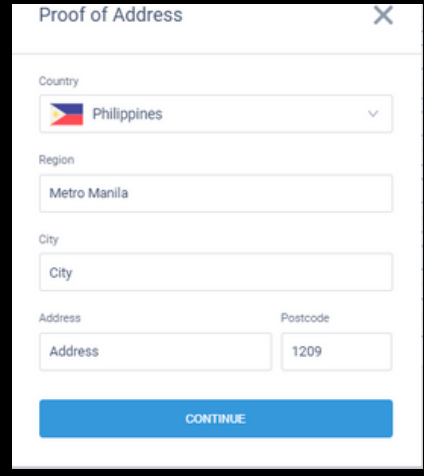 Proof of Address
Country
Philippines
Region
Metro Manila
City
City
Address Postcode
Address 1209
CONTINUE